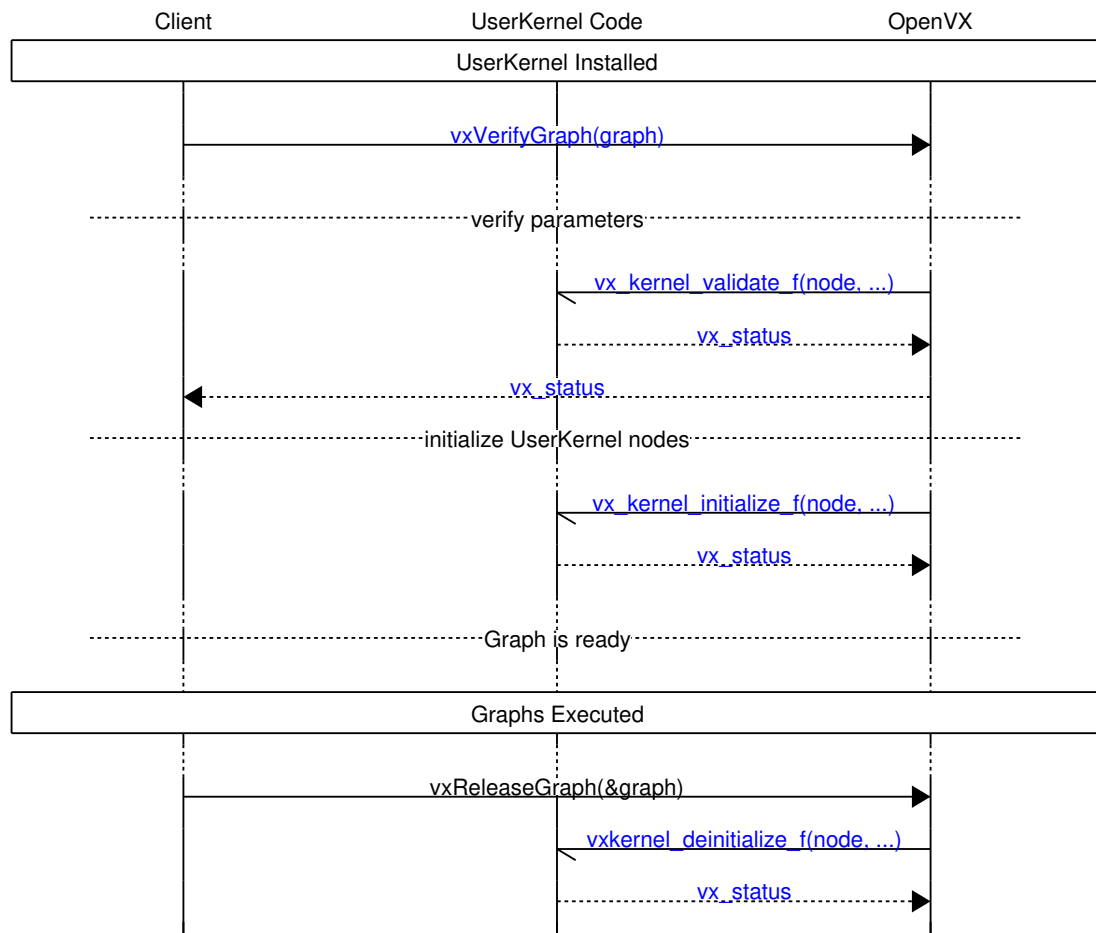 Client UserKernel Code OpenVX
UserKernel Installed
vxVerifyGraph(graph)
verify parameters
vx_kernel_validate_f(node, ...)
vx_status
vx_status
initialize UserKernel nodes
vx_kernel_initialize_f(node, ...)
vx_status
Graph is ready
Graphs Executed
vxReleaseGraph(&graph)
vxkernel_deinitialize_f(node, ...)
vx_status